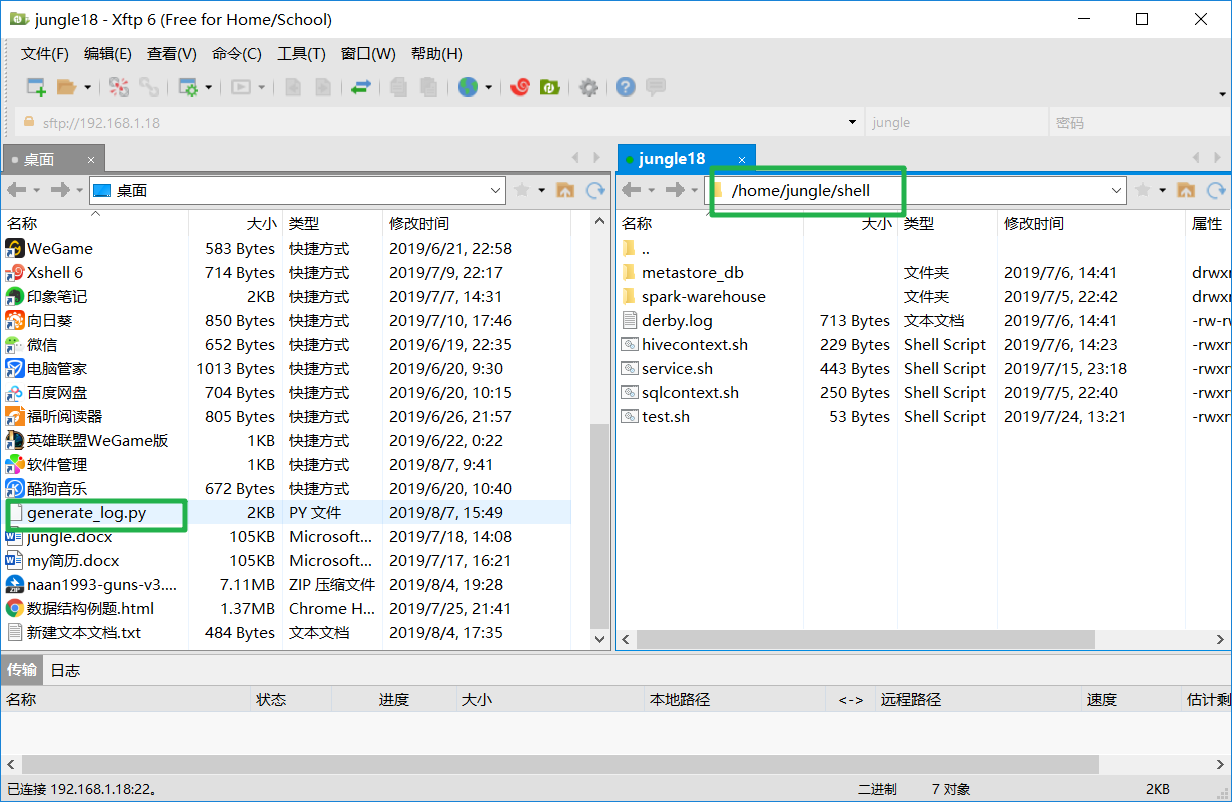 jungle18 - Xftp 6 (Free for Home/School)
文件(F) 编辑(E) 查看(V) 命令(C) 工具(T) 窗口(W) 帮助(H)
sftp://192.168.1.18 jungle 密码
桌面 × jungle18 ×
桌面 /home/jungle/shell
名称 大小 类型 修改时间 名称 大小 类型 修改时间 属性
WeGame 583 Bytes 快捷方式 2019/6/21, 22:58 ..
Xshell 6 714 Bytes 快捷方式 2019/7/9, 22:17 metastore_db 文件夹 2019/7/6, 14:41 drwxr
印象笔记 2KB 快捷方式 2019/7/7, 14:31 spark-warehouse 文件夹 2019/7/5, 22:42 drwxr
向日葵 850 Bytes 快捷方式 2019/7/10, 17:46 derby.log 713 Bytes 文本文档 2019/7/6, 14:41 -rw-rw
微信 652 Bytes 快捷方式 2019/6/19, 22:35 hivecontext.sh 229 Bytes Shell Script 2019/7/6, 14:23 -rwxr
电脑管家 1013 Bytes 快捷方式 2019/6/20, 9:30 service.sh 443 Bytes Shell Script 2019/7/15, 23:18 -rwxr
百度网盘 704 Bytes 快捷方式 2019/6/20, 10:15 sqlcontext.sh 250 Bytes Shell Script 2019/7/5, 22:40 -rwxr
福昕阅读器 805 Bytes 快捷方式 2019/6/26, 21:57 test.sh 53 Bytes Shell Script 2019/7/24, 13:21 -rwxr
英雄联盟WeGame版 1KB 快捷方式 2019/6/22, 0:22
软件管理 1KB 快捷方式 2019/8/7, 9:41
酷狗音乐 672 Bytes 快捷方式 2019/6/20, 10:40
generate_log.py 2KB PY 文件 2019/8/7, 15:49
jungle.docx 105KB Microsoft... 2019/7/18, 14:08
my简历.docx 105KB Microsoft... 2019/7/17, 16:21
naan1993-guns-v3.... 7.11MB ZIP 压缩文件 2019/8/4, 19:28
数据结构例题.html 1.37MB Chrome H... 2019/7/25, 21:41
新建文本文档.txt 484 Bytes 文本文档 2019/8/4, 17:35
传输 日志
名称 状态 进度 大小 本地路径 <-> 远程路径 速度 估计剩
已连接 192.168.1.18:22。 二进制 7 对象 2KB